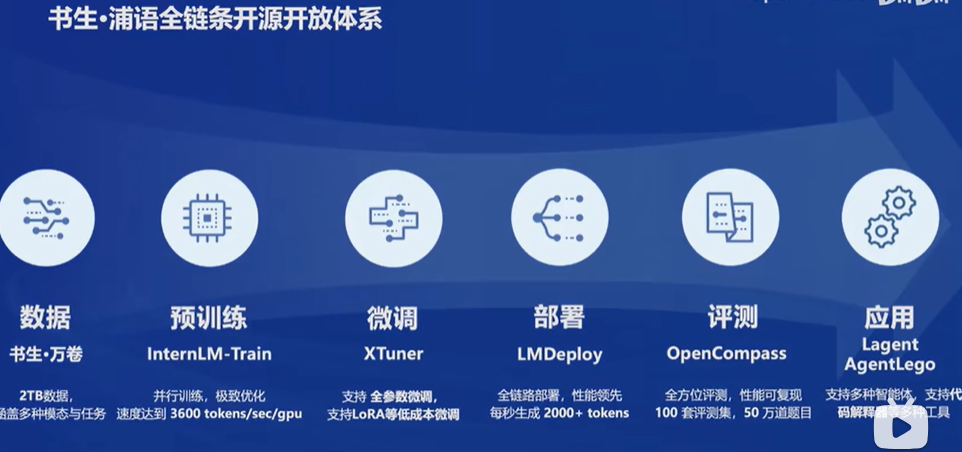 书生•浦语全链条开源开放体系
数据
书生•万卷
2TB数据，
涵盖多种模态与任务
预训练
InternLM-Train
并行训练，极致优化
速度达到 3600 tokens/sec/gpu
微调
XTuner
支持 全参数微调，
支持LoRA等低成本微调
部署
LMDeploy
全链路部署，性能领先
每秒生成 2000+ tokens
评测
OpenCompass
全方位评测，性能可复现
100 套评测集，50 万道题目
应用
Lagent
AgentLego
支持多种智能体，支持代
码解释器等多种工具